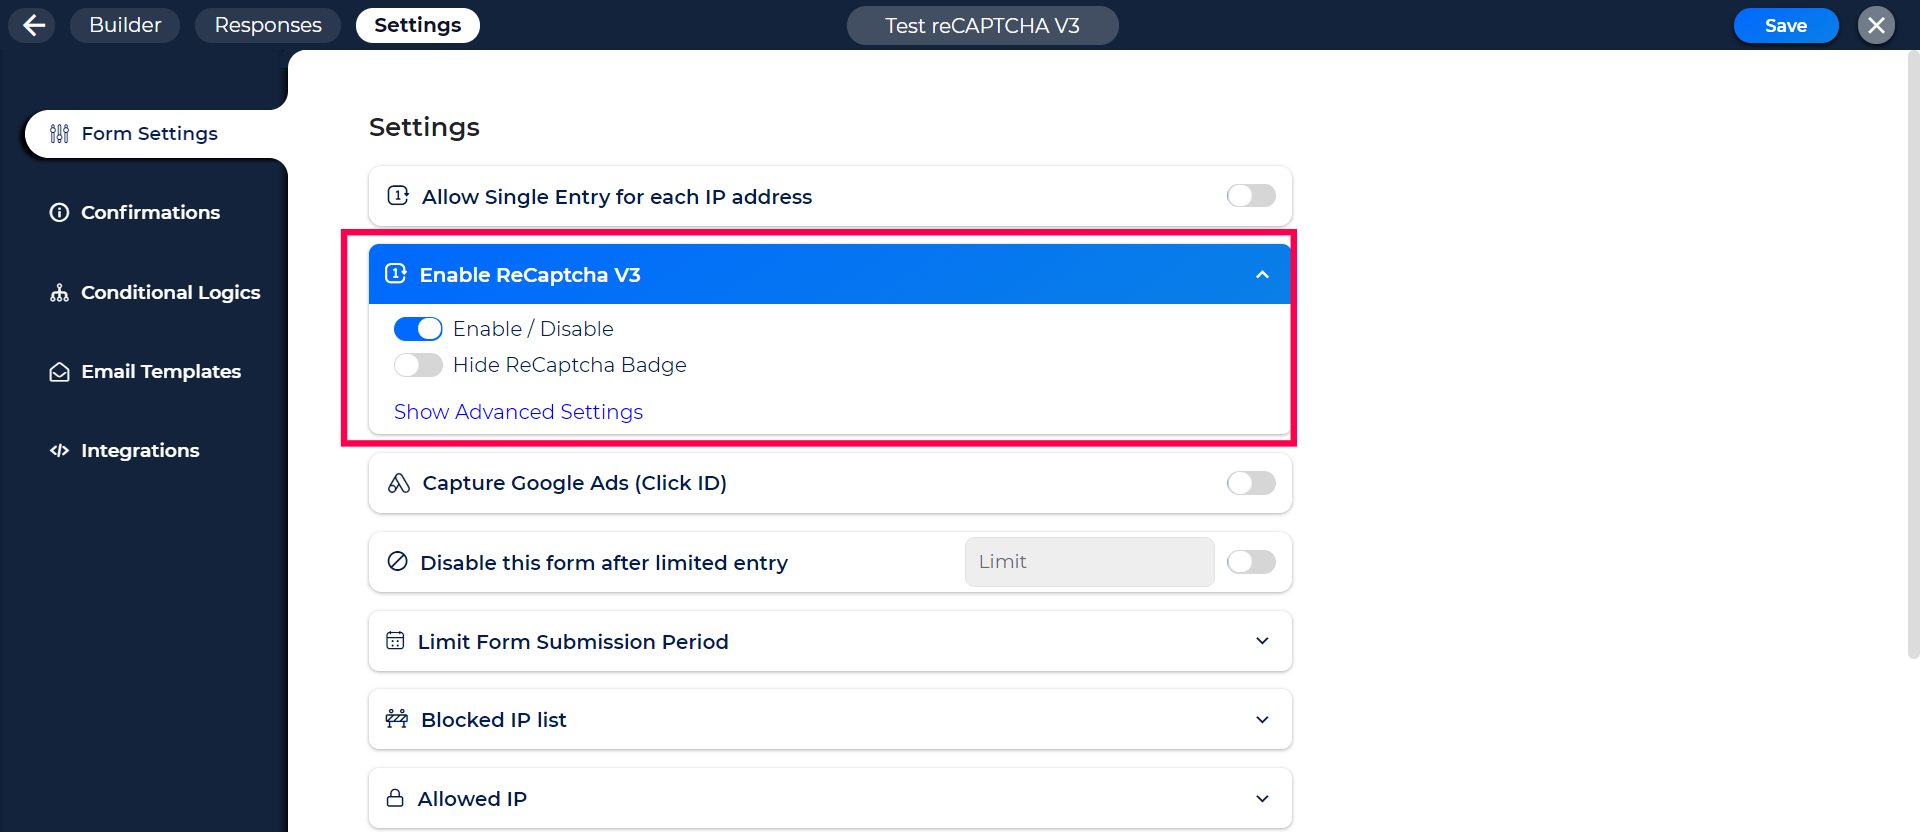 Builder
Responses
Settings
Test reCAPTCHA V3
Save
Form Settings
Confirmations
Conditional Logics
Email Templates
Integrations
Settings
Allow Single Entry for each IP address
Enable ReCaptcha V3
Enable / Disable
Hide ReCaptcha Badge
Show Advanced Settings
Capture Google Ads (Click ID)
Disable this form after limited entry
Limit
Limit Form Submission Period
Blocked IP list
Allowed IP